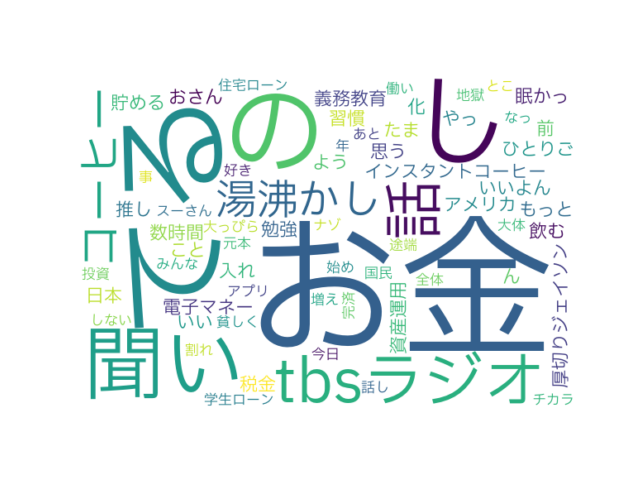 住宅ローン
働い
とこ
貯める
おさん
義務教育
化
地獄
眠かっ
コーヒー
る
の
し
習慣
たま
やっ
なっ
前
あと
ひとりご
年
思う
よう
好き
インスタントコーヒー
事
湯沸かし
話
いいよん
推し
スーさん
アメリカ
もっと
大っぴら
ナゾ
数時間
勉強
飲む
大体
て
お金
こと
元本
途端
みんな
入れ
始め
国民
全体
ん
投資
日本
アプリ
電子マネー
増え
資産運用
厚切りジェイソン
しない
いい
貧しく
聞い
割れ
今日
tbsラジオ
税金
話し
学生ローン
チカラ